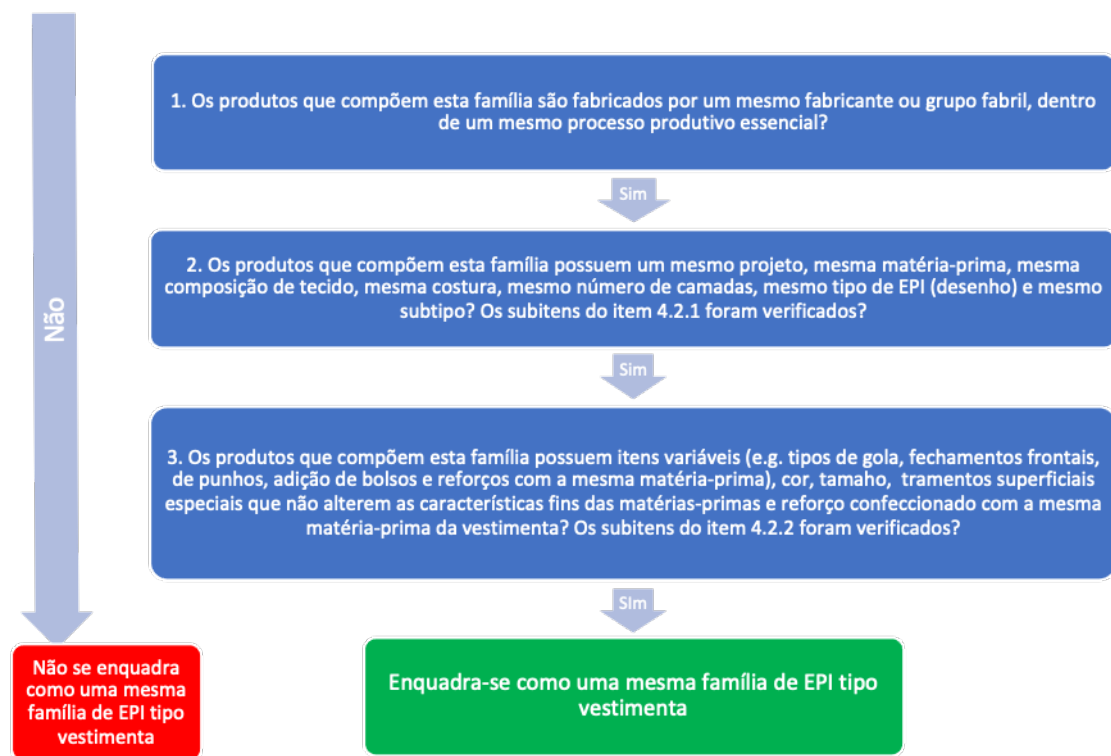 1. Os produtos que compõem esta família são fabricados por um mesmo fabricante ou grupo fabril, dentro
de um mesmo processo produtivo essencial?
Sim
2. Os produtos que compõem esta família possuem um mesmo projeto, mesma matéria-prima, mesma
composição de tecido, mesma costura, mesmo número de camadas, mesmo tipo de EPI (desenho) e mesmo
subtipo? Os subitens do item 4.2.1 foram verificados?
Não
Sim
3. Os produtos que compõem esta família possuem itens variáveis (e.g. tipos de gola, fechamentos frontais,
de punhos, adição de bolsos e reforços com a mesma matéria-prima), cor, tamaho, tramentos superficiais
especiais que não alterem as características fins das matérias-primas e reforço confeccionado com a mesma
matéria-prima da vestimenta? Os subitens do item 4.2.2 foram verificados?
SIm
Não se enquadra
como uma mesma
família de EPI tipo
vestimenta
Enquadra-se como uma mesma família de EPI tipo
vestimenta